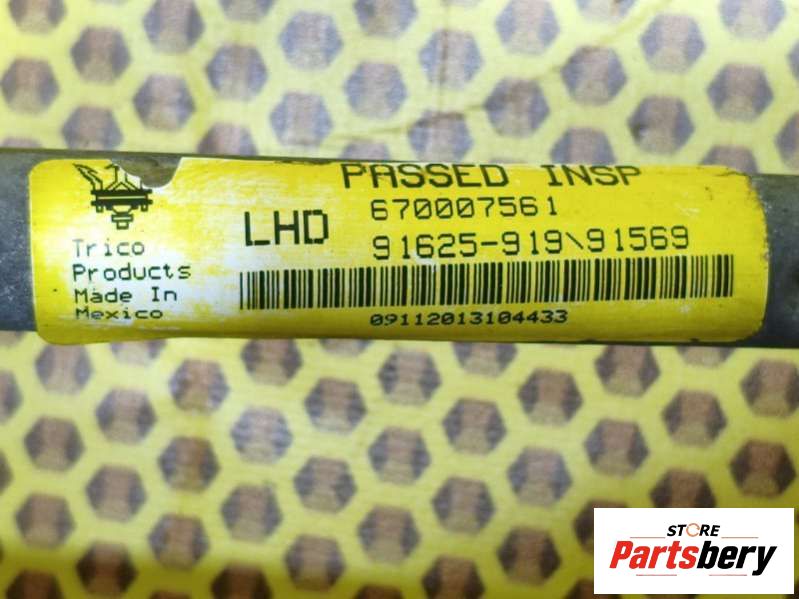 PASSED INSP
LHD 670007561
91625-919\91569
Trico
Products
Made In
Mexico
09112013104433
STORE
Partsbery